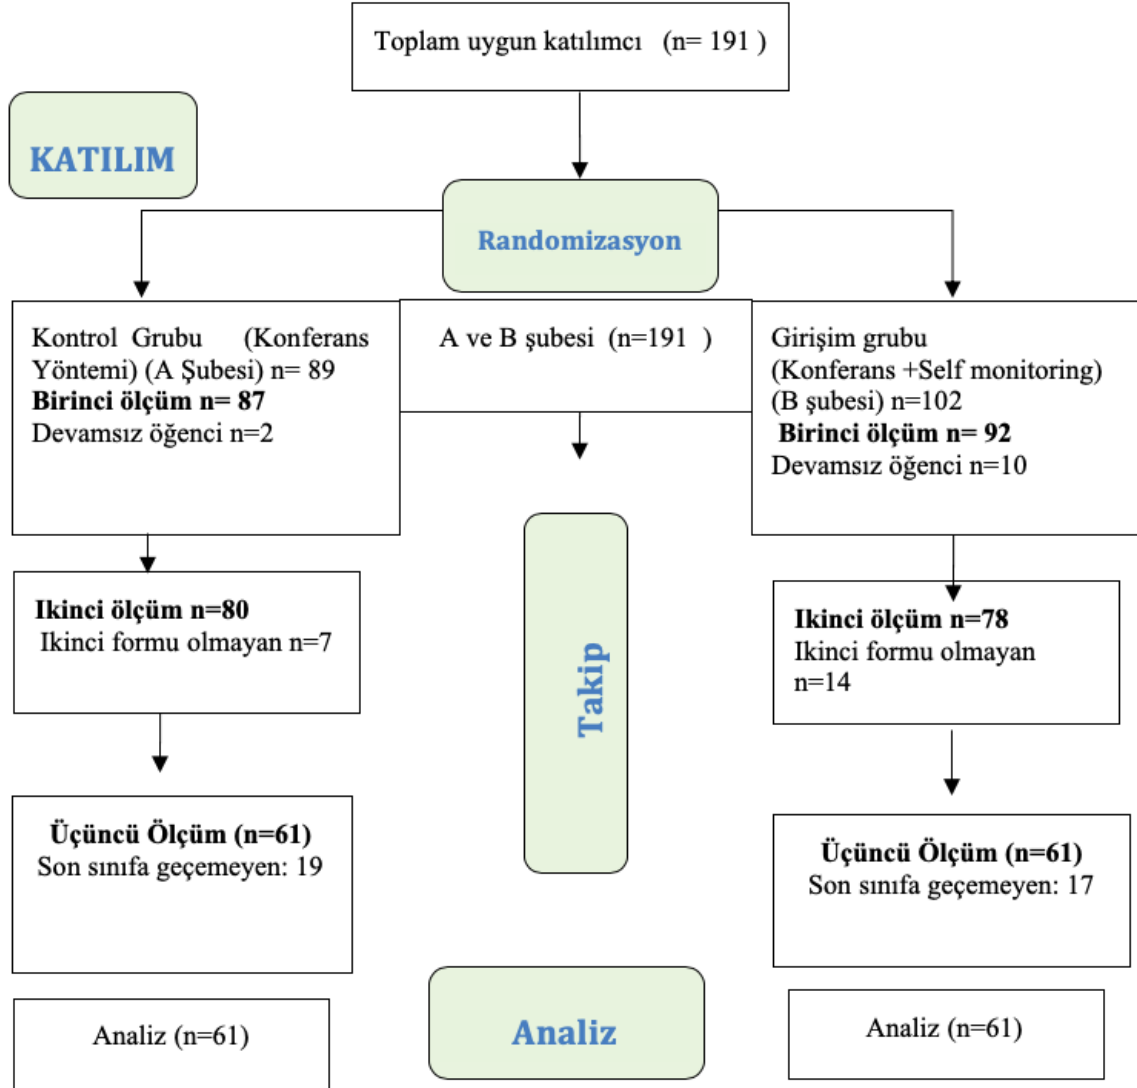 Toplam uygun katılımcı (n= 191 )
KATILIM
Randomizasyon
Kontrol Grubu (Konferans
Yöntemi) (A Şubesi) n= 89
Birinci ölçüm n= 87
Devamsız öğenci n=2
A ve B şubesi (n=191 )
Girişim grubu
(Konferans +Self monitoring)
(B şubesi) n=102
Birinci ölçüm n= 92
Devamsız öğenci n=10
Ikinci ölçüm n=80
Ikinci formu olmayan n=7
Takip
Ikinci ölçüm n=78
Ikinci formu olmayan
n=14
Üçüncü Ölçüm (n=61)
Son sınıfa geçemeyen: 19
Üçüncü Ölçüm (n=61)
Son sınıfa geçemeyen: 17
Analiz (n=61)
Analiz
Analiz (n=61)